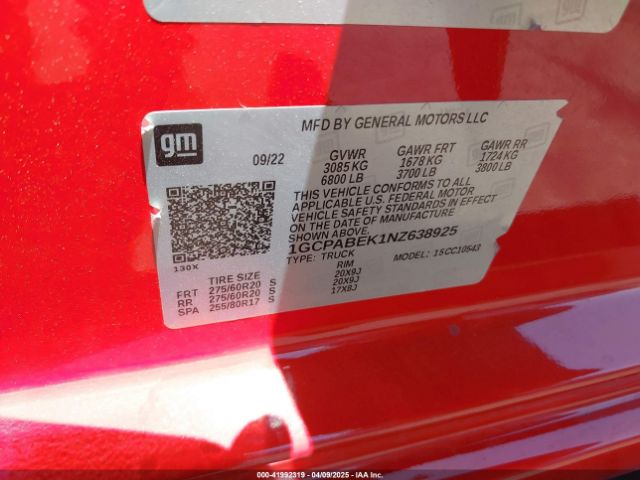 gm
gm
gm
MFD BY GENERAL MOTORS LLC
09/22
GVWR GAWR FRT GAWR RR
3085 KG 1678 KG 1724 KG
6800 LB 3700 LB 3800 LB
THIS VEHICLE CONFORMS TO ALL
APPLICABLE U.S. FEDERAL MOTOR
VEHICLE SAFETY STANDARDS IN EFFECT
ON THE DATE OF MANUFACTURE
1GCPABEK1NZ638925
TYPE: TRUCK MODEL: 15CC10543
130X
TIRE SIZE RIM
FRT 275/60R20 S 20X9J
RR 275/60R20 S 20X9J
SPA 255/80R17 S 17X8J
000-41992319 | 04/09/2025 - IAA Inc.